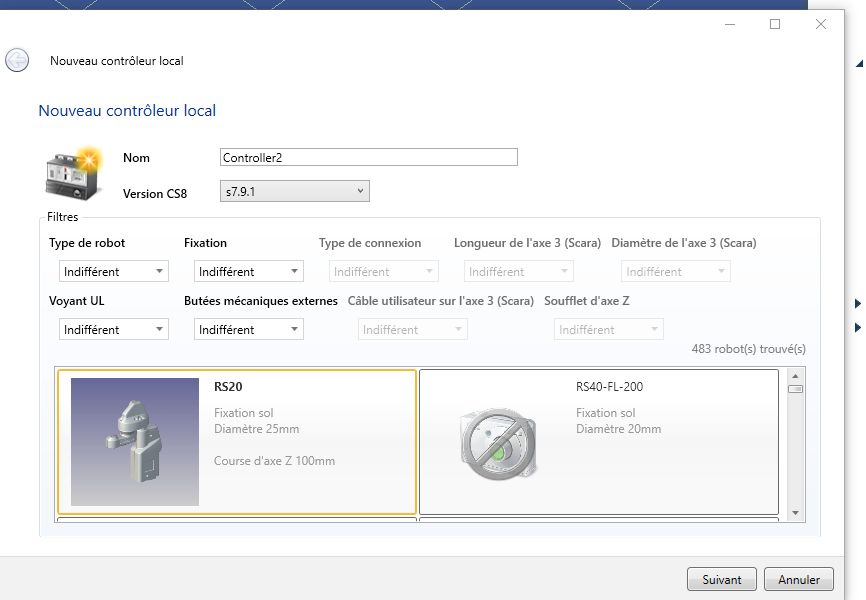 Nouveau contrôleur local
Nouveau contrôleur local
Nom
Controller2
Version CS8
s7.9.1
Filtres
Type de robot
Fixation
Type de connexion
Longueur de l'axe 3 (Scara)
Diamètre de l'axe 3 (Scara)
Indifférent
Indifférent
Indifférent
Indifférent
Indifférent
Voyant UL
Butées mécaniques externes
Câble utilisateur sur l'axe 3 (Scara)
Soufflet d'axe Z
Indifférent
Indifférent
Indifférent
Indifférent
483 robot(s) trouvé(s)
RS20
Fixation sol
Diamètre 25mm
Course d'axe Z 100mm
RS40-FL-200
Fixation sol
Diamètre 20mm
Suivant
Annuler